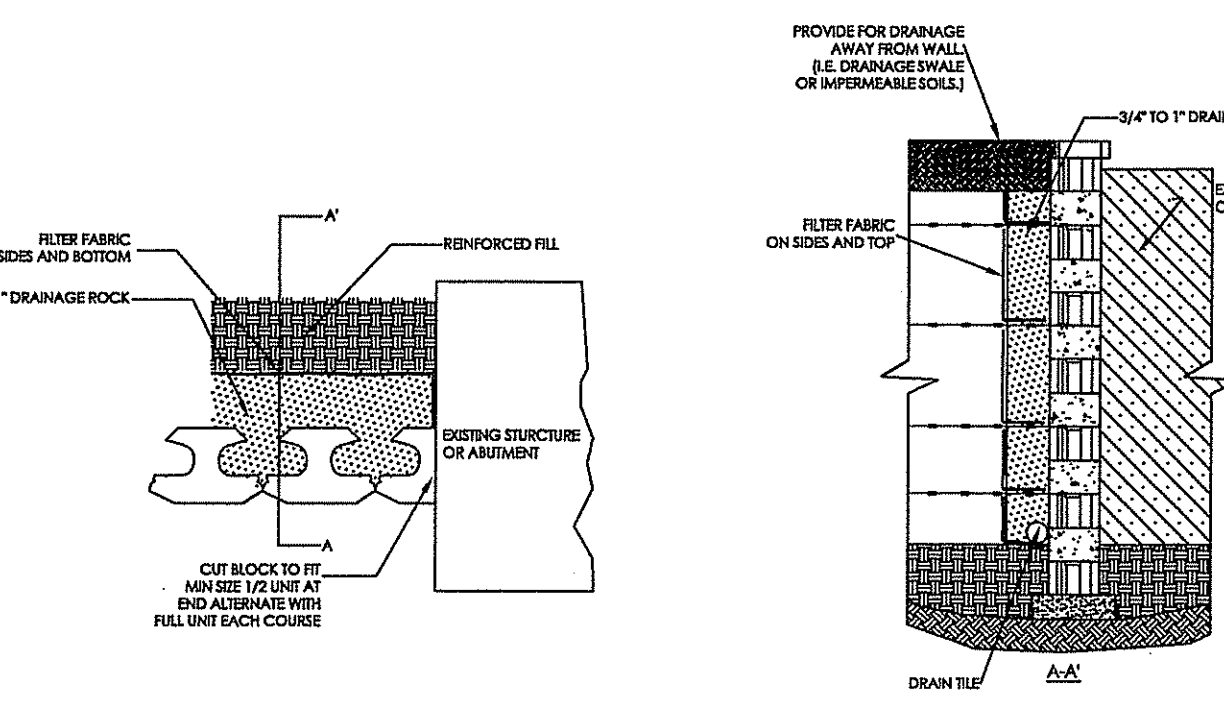 A'
FILTER FABRIC
SIDES AND BOTTOM
REINFORCED FILL
" DRAINAGE ROCK
EXISTING STURCTURE
OR ABUTMENT
A
CUT BLOCK TO FIT
MIN SIZE 1/2 UNIT AT
END ALTERNATE WITH
FULL UNIT EACH COURSE
PROVIDE FOR DRAINAGE
AWAY FROM WALL.
(I.E. DRAINAGE SWALE
OR IMPERMEABLE SOILS.)
3/4" TO 1" DRAI
FILTER FABRIC
ON SIDES AND TOP
DRAIN TILE
A-A'